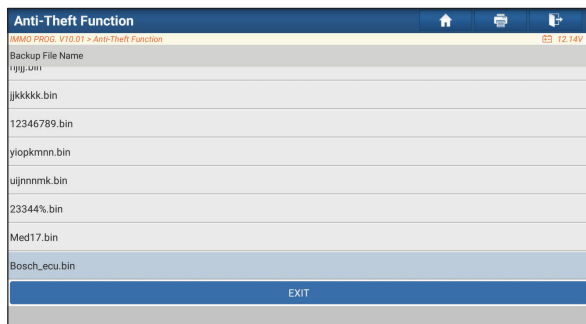 Anti-Theft Function
IMMO PROG. V10.01 > Anti-Theft Function 12.14V
Backup File Name
jjkkkkk.bin
12346789.bin
yiopkmnn.bin
uijnnnmk.bin
23344%.bin
Med17.bin
Bosch_ecu.bin
EXIT